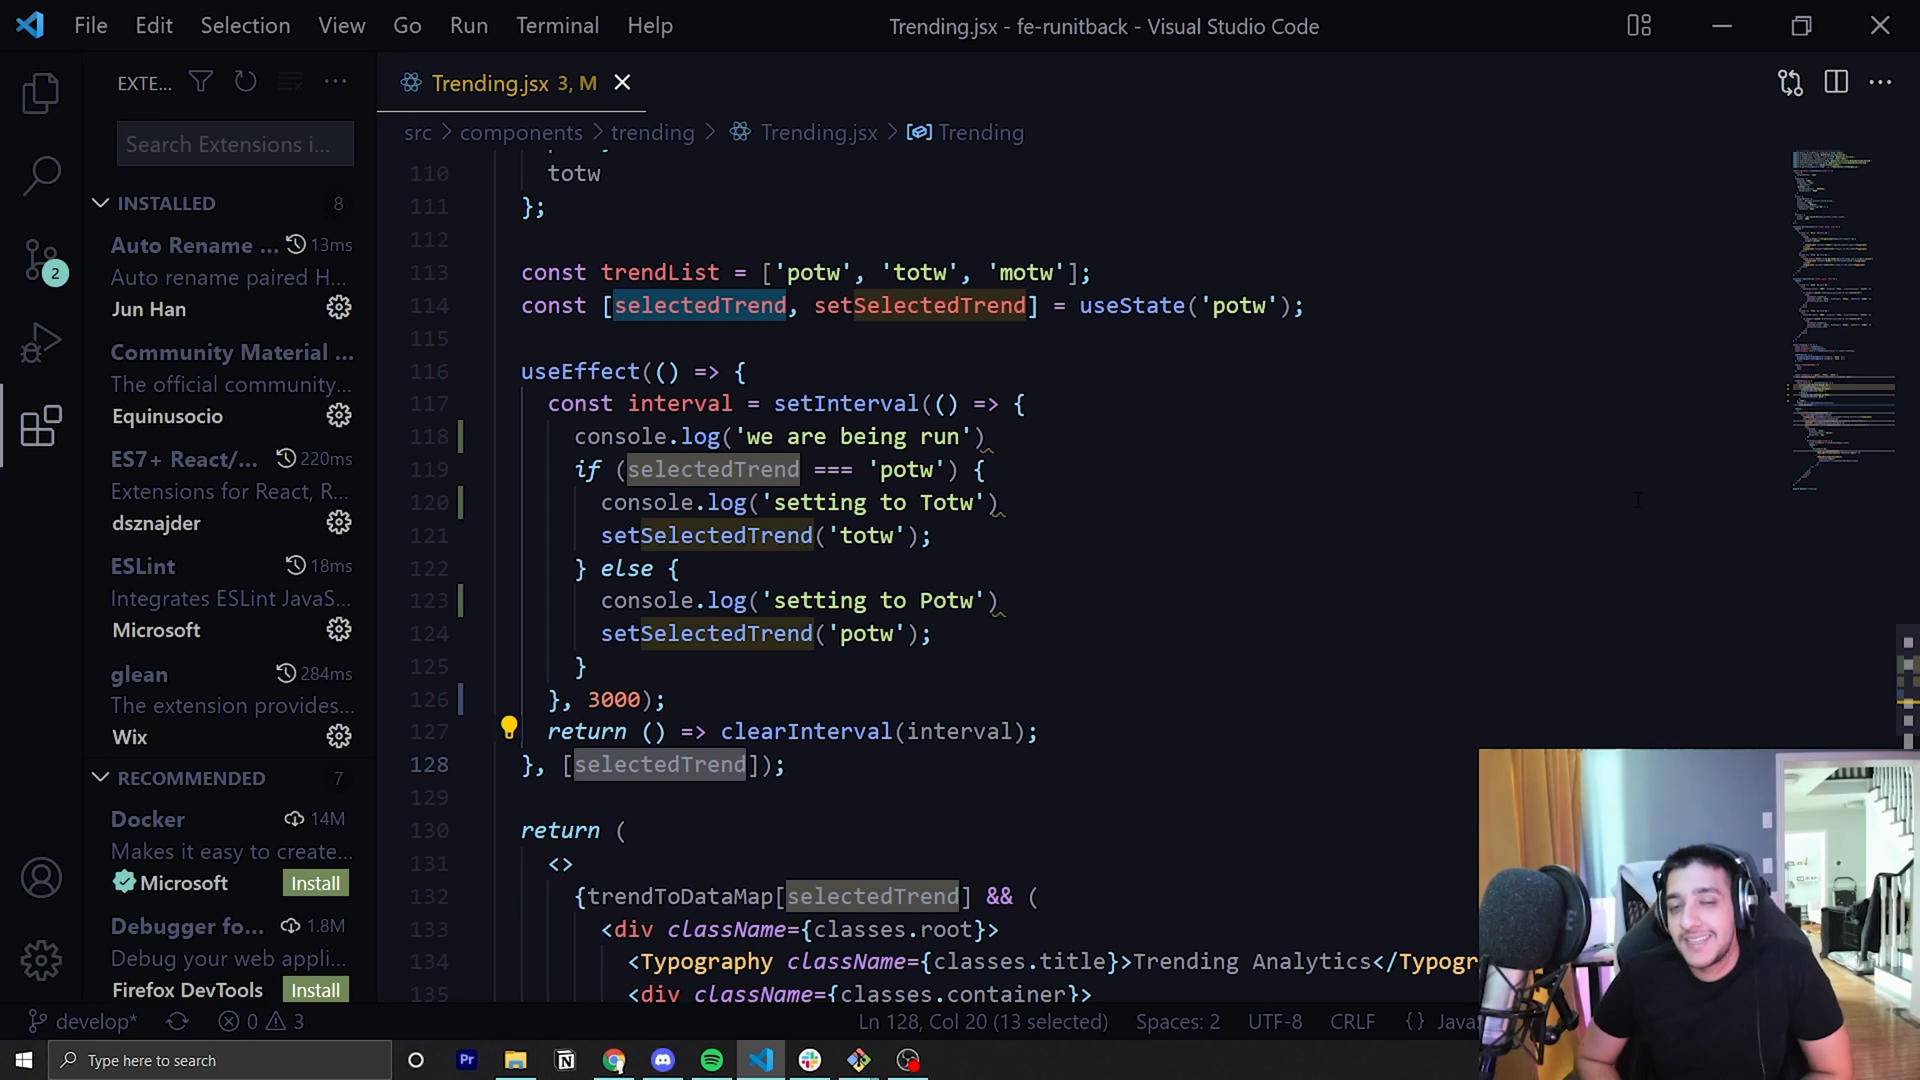 File Edit Selection View Go Run Terminal Help
Trending.jsx - fe-runitback - Visual Studio Code
EXTE...
Search Extensions i...
INSTALLED 8
Auto Rename ... 13ms
Auto rename paired H...
Jun Han
Community Material ...
The official community...
Equinusocio
ES7+ React/... 220ms
Extensions for React, R...
dsznajder
ESLint 18ms
Integrates ESLint JavaS...
Microsoft
glean 284ms
The extension provides...
Wix
RECOMMENDED 7
Docker 14M
Makes it easy to create...
Microsoft Install
Debugger fo... 1.8M
Debug your web appli...
Firefox DevTools Install
2
Trending.jsx 3, M
src > components > trending > Trending.jsx > Trending
110 totw
111 };
112
113 const trendList = ['potw', 'totw', 'motw'];
114 const [selectedTrend, setSelectedTrend] = useState('potw');
115
116 useEffect(() => {
117 const interval = setInterval(() => {
118 console.log('we are being run')
119 if (selectedTrend === 'potw') {
120 console.log('setting to Totw')
121 setSelectedTrend('totw');
122 } else {
123 console.log('setting to Potw')
124 setSelectedTrend('potw');
125 }
126 }, 3000);
127 return () => clearInterval(interval);
128 }, [selectedTrend]);
129
130 return (
131 <>
132 {trendToDataMap[selectedTrend] && (
133 <div className={classes.root}>
134 <Typography className={classes.title}>Trending Analytics</Typogr
135 <div className={classes.container}>
develop* 0 3
Ln 128, Col 20 (13 selected) Spaces: 2 UTF-8 CRLF {} Javas
Type here to search
Pr